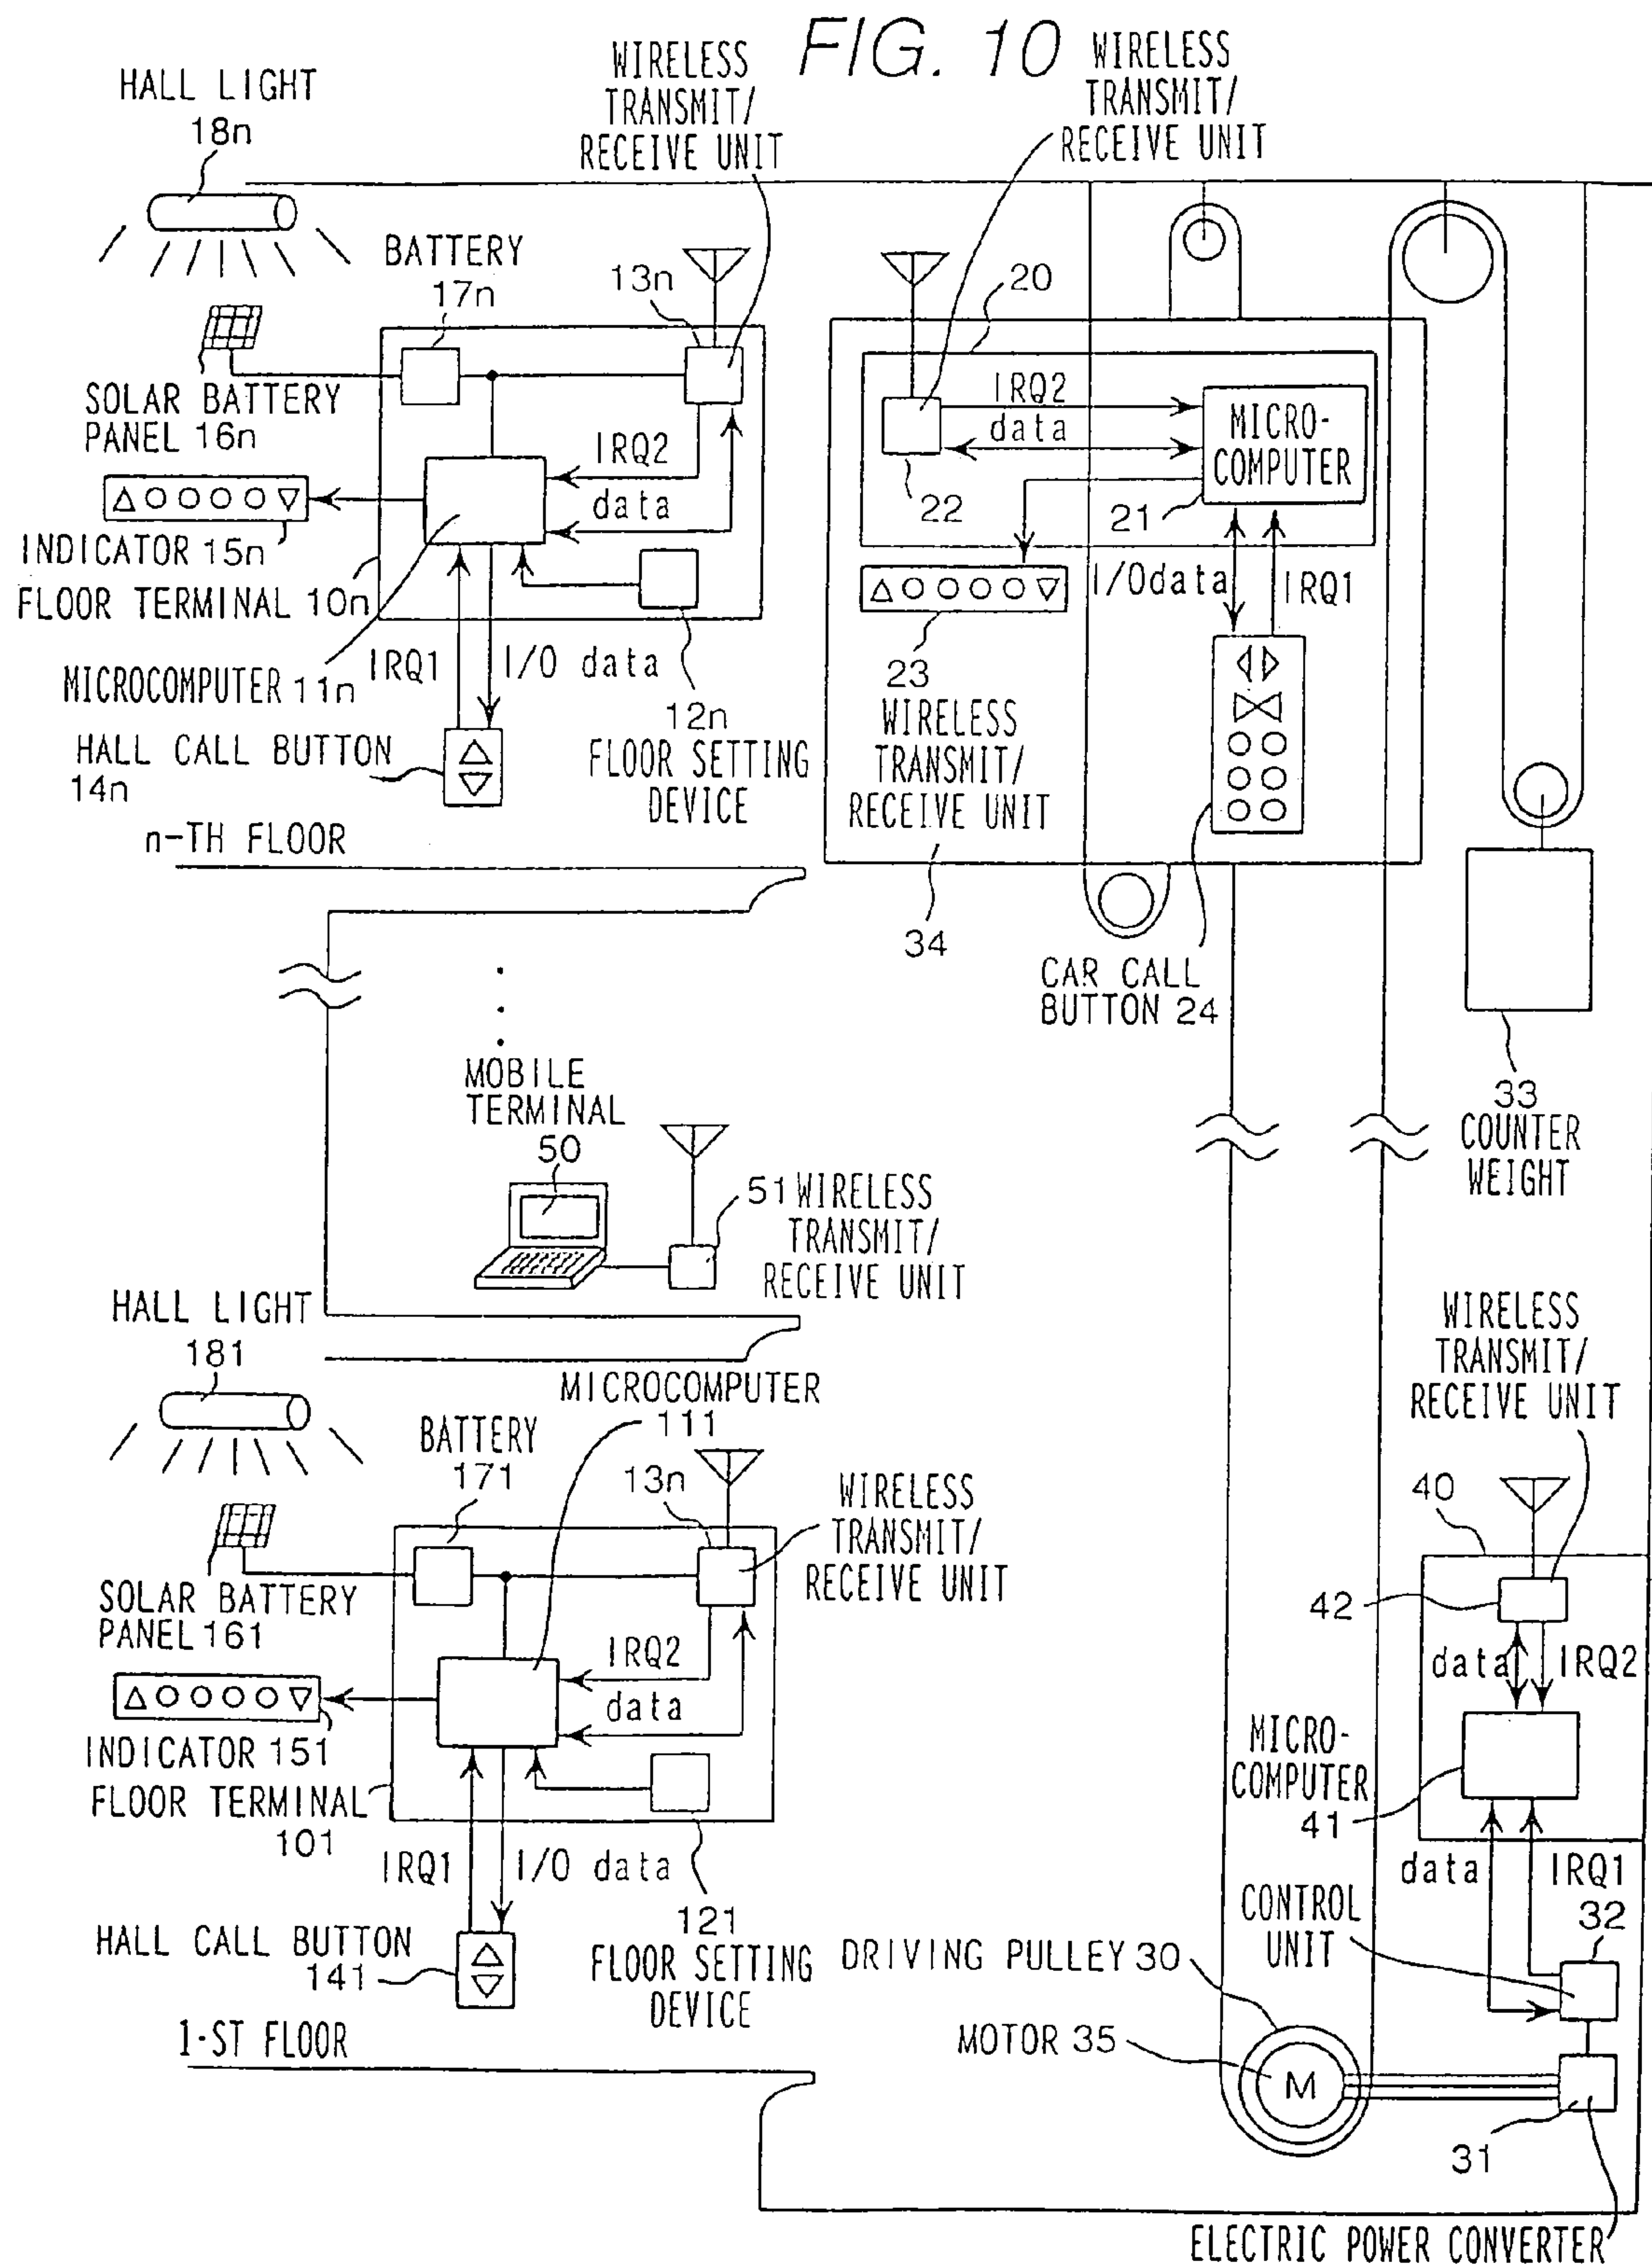 FIG. 10
HALL LIGHT
18n
WIRELESS
TRANSMIT/
RECEIVE UNIT
WIRELESS
TRANSMIT/
RECEIVE UNIT
BATTERY
17n
13n
20
SOLAR BATTERY
PANEL 16n
IRQ2
data
INDICATOR 15n
FLOOR TERMINAL 10n
MICROCOMPUTER 11n
IRQ1
I/O data
12n
FLOOR SETTING
DEVICE
HALL CALL BUTTON
14n
n-TH FLOOR
IRQ2
data
MICRO-
COMPUTER
22
21
I/Odata
IRQ1
23
WIRELESS
TRANSMIT/
RECEIVE UNIT
34
CAR CALL
BUTTON 24
33
COUNTER
WEIGHT
MOBILE
TERMINAL
50
51 WIRELESS
TRANSMIT/
RECEIVE UNIT
HALL LIGHT
181
MICROCOMPUTER
111
BATTERY
171
13n
WIRELESS
TRANSMIT/
RECEIVE UNIT
SOLAR BATTERY
PANEL 161
IRQ2
data
INDICATOR 151
FLOOR TERMINAL
101
IRQ1
I/O data
121
FLOOR SETTING
DEVICE
HALL CALL BUTTON
141
1-ST FLOOR
WIRELESS
TRANSMIT/
RECEIVE UNIT
40
42
data
IRQ2
MICRO-
COMPUTER
41
data
IRQ1
CONTROL
UNIT
32
DRIVING PULLEY 30
MOTOR 35
M
31
ELECTRIC POWER CONVERTER